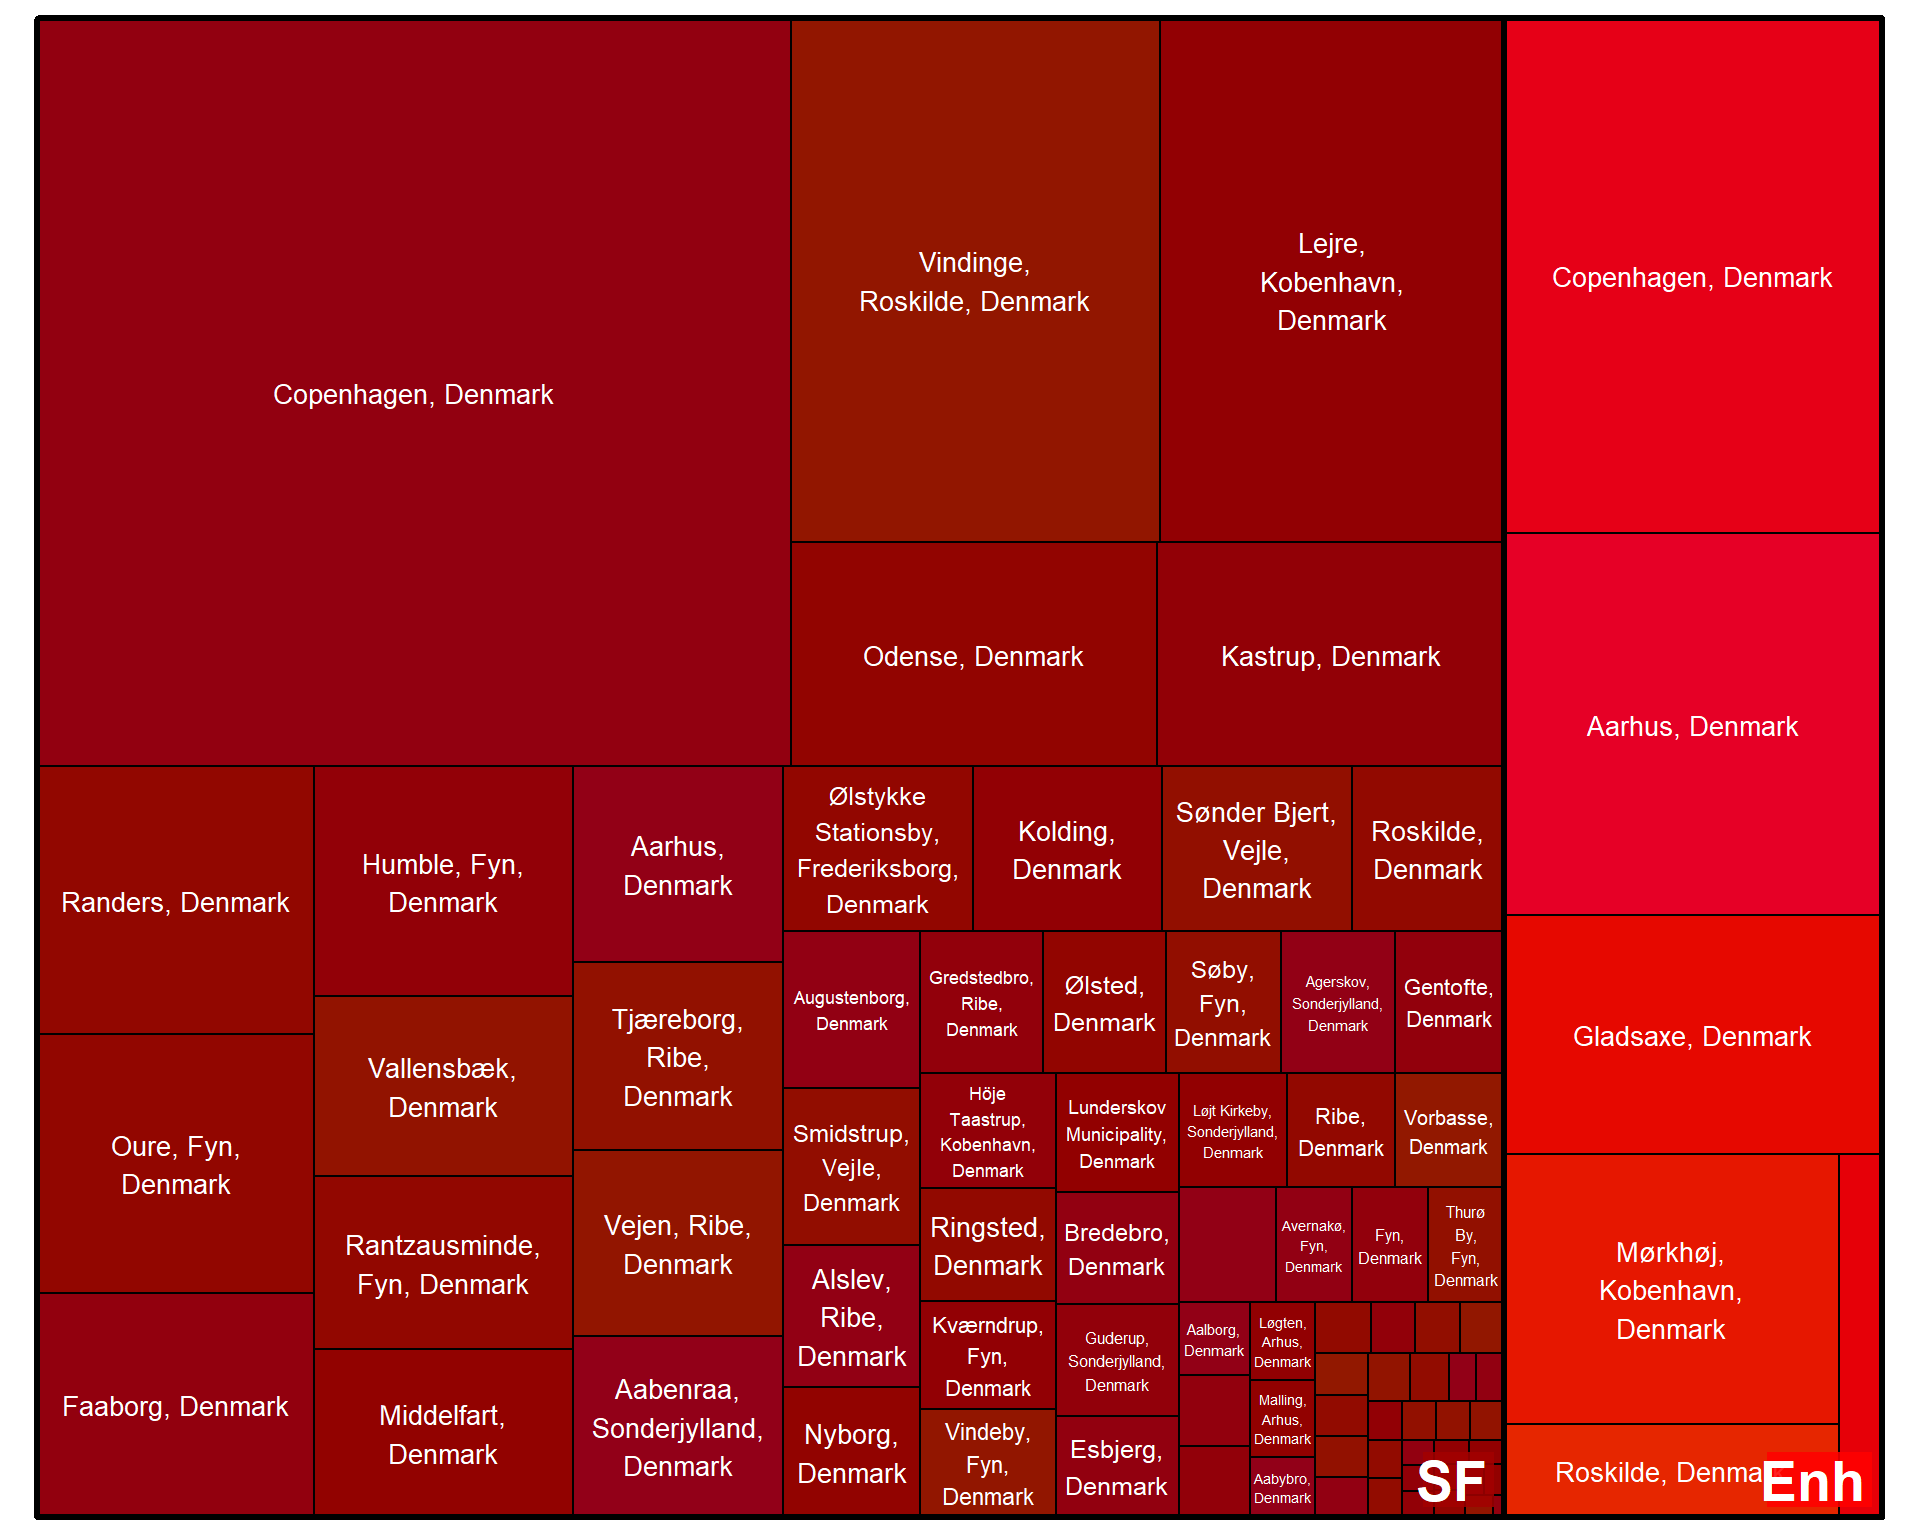 Copenhagen, Denmark
Vindinge,
Roskilde, Denmark
Lejre,
Kobenhavn,
Denmark
Odense, Denmark
Kastrup, Denmark
Randers, Denmark
Oure, Fyn,
Denmark
Faaborg, Denmark
Humble, Fyn,
Denmark
Vallensbæk,
Denmark
Rantzausminde,
Fyn, Denmark
Middelfart,
Denmark
Aarhus,
Denmark
Tjæreborg,
Ribe,
Denmark
Vejen, Ribe,
Denmark
Aabenraa,
Sonderjylland,
Denmark
Ølstykke
Stationsby,
Frederiksborg,
Denmark
Kolding,
Denmark
Sønder Bjert,
Vejle,
Denmark
Roskilde,
Denmark
Augustenborg,
Denmark
Smidstrup,
Vejle,
Denmark
Alslev,
Ribe,
Denmark
Nyborg,
Denmark
Gredstedbro,
Ribe,
Denmark
Ølsted,
Denmark
Søby,
Fyn,
Denmark
Agerskov,
Sonderjylland,
Denmark
Gentofte,
Denmark
Höje
Taastrup,
Kobenhavn,
Denmark
Ringsted,
Denmark
Kværndrup,
Fyn,
Denmark
Vindeby,
Fyn,
Denmark
Lunderskov
Municipality,
Denmark
Bredebro,
Denmark
Guderup,
Sonderjylland,
Denmark
Esbjerg,
Denmark
Løjt Kirkeby,
Sonderjylland,
Denmark
Ribe,
Denmark
Vorbasse,
Denmark
Avernakø,
Fyn,
Denmark
Fyn,
Denmark
Thurø
By,
Fyn,
Denmark
Aalborg,
Denmark
Løgten,
Arhus,
Denmark
Malling,
Arhus,
Denmark
Aabybro,
Denmark
SF
Copenhagen, Denmark
Aarhus, Denmark
Gladsaxe, Denmark
Mørkhøj,
Kobenhavn,
Denmark
Roskilde, Denma
Enh